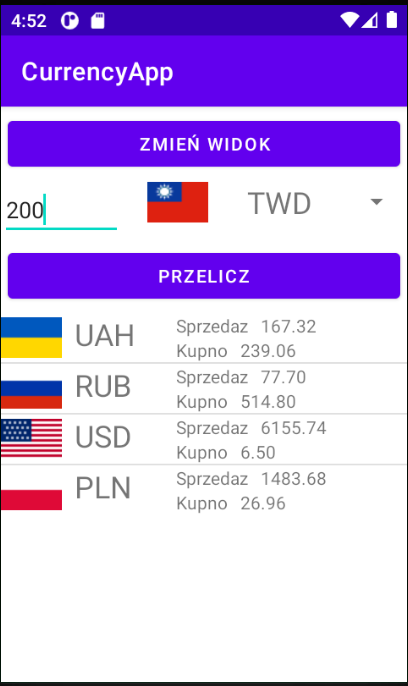 4:52
CurrencyApp
ZMIEŃ WIDOK
200 TWD
PRZELICZ
UAH Sprzedaz 167.32
Kupno 239.06
RUB Sprzedaz 77.70
Kupno 514.80
USD Sprzedaz 6155.74
Kupno 6.50
PLN Sprzedaz 1483.68
Kupno 26.96